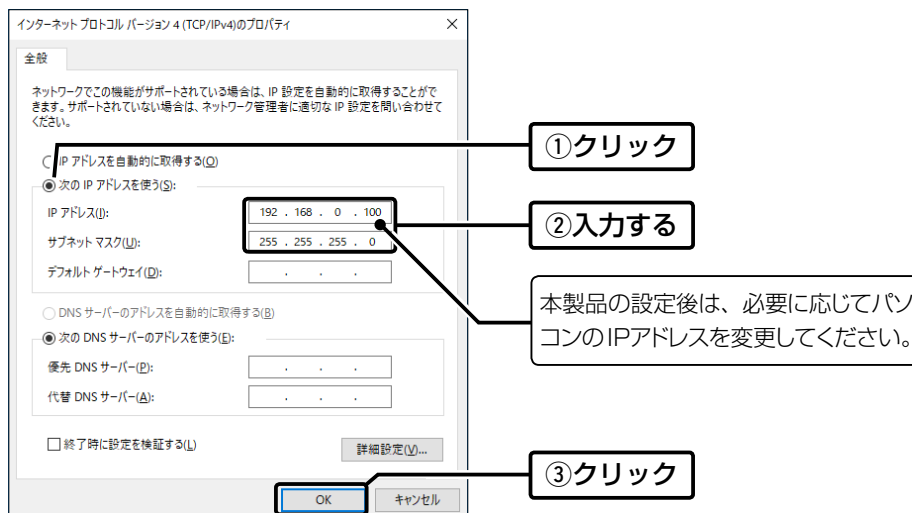 インターネット プロトコル バージョン 4 (TCP/IPv4)のプロパティ
全般
ネットワークでこの機能がサポートされている場合は、IP 設定を自動的に取得することがで
きます。サポートされていない場合は、ネットワーク管理者に適切な IP 設定を問い合わせて
ください。
IP アドレスを自動的に取得する(O)
次の IP アドレスを使う(S):
IP アドレス(I): 192 . 168 . 0 . 100
サブネット マスク(U): 255 . 255 . 255 . 0
デフォルト ゲートウェイ(D): . . .
DNS サーバーのアドレスを自動的に取得する(B)
次の DNS サーバーのアドレスを使う(E):
優先 DNS サーバー(P): . . .
代替 DNS サーバー(A): . . .
終了時に設定を検証する(L)
詳細設定(V)...
OK キャンセル
①クリック
②入力する
本製品の設定後は、必要に応じてパソ
コンのIPアドレスを変更してください。
③クリック